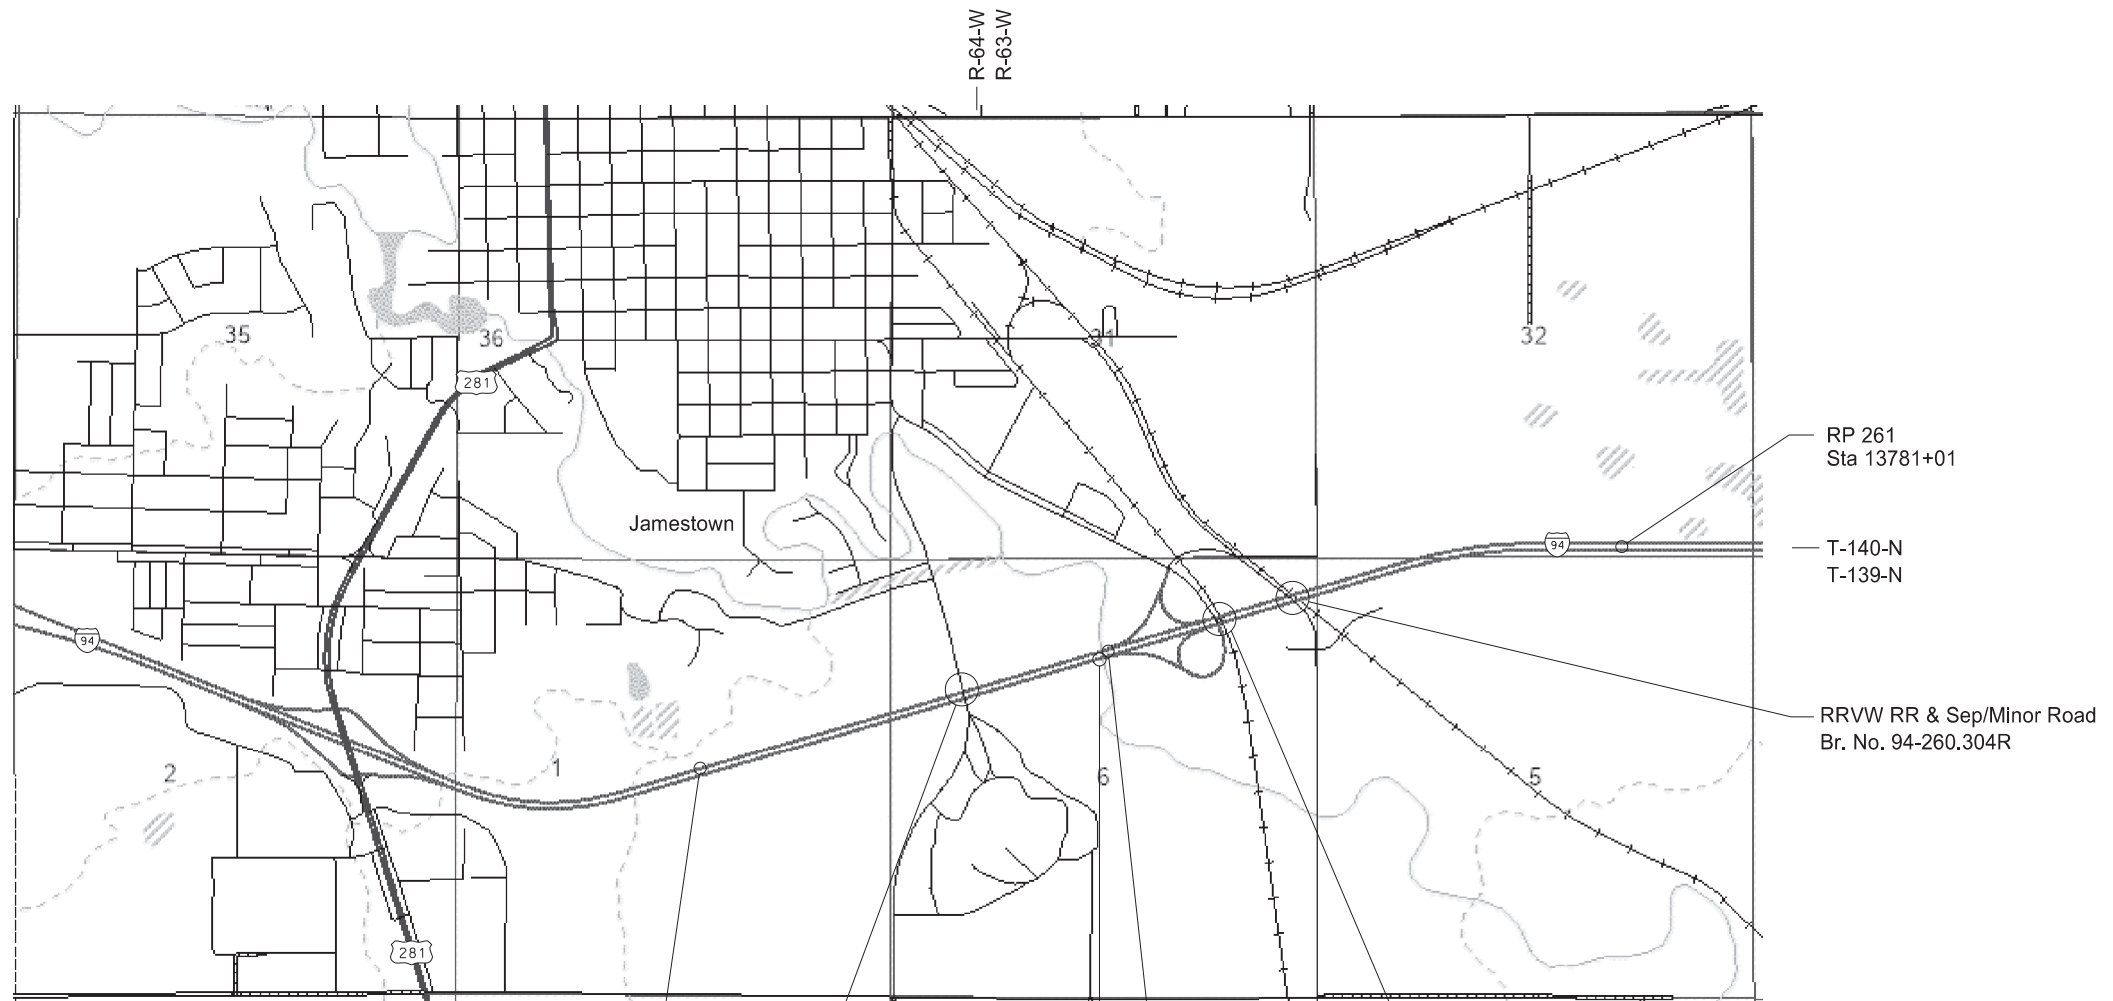 R-64-W
R-63-W
35
36
31
32
281
RP 261
Sta 13781+01
Jamestown
94
T-140-N
T-139-N
94
RRVW RR & Sep/Minor Road
Br. No. 94-260.304R
2
1
6
5
281